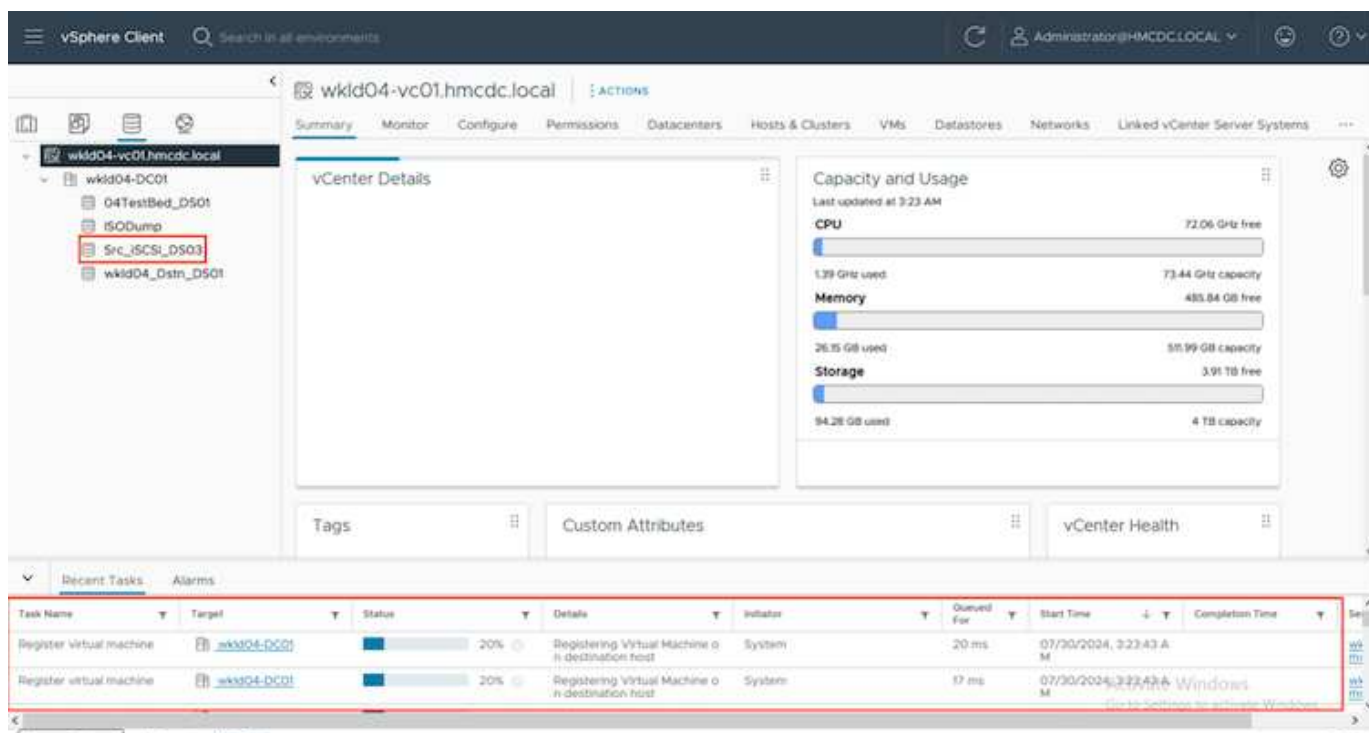 vSphere Client
Search in all environments
Administrator@HMCDC.LOCAL
wkld04-vc01.hmcdc.local
ACTIONS
Summary Monitor Configure Permissions Datacenters Hosts & Clusters VMs Datastores Networks Linked vCenter Server Systems ...
wkld04-vc01.hmcdc.local
wkld04-DC01
04TestBed_DS01
ISODump
Src_iSCSI_DS03
wkld04_Dstn_DS01
vCenter Details
Capacity and Usage
Last updated at 3:23 AM
CPU
72.06 GHz free
1.39 GHz used
73.44 GHz capacity
Memory
485.84 GB free
26.15 GB used
511.99 GB capacity
Storage
3.91 TB free
94.28 GB used
4 TB capacity
Tags
Custom Attributes
vCenter Health
Recent Tasks Alarms
Task Name Target Status Details Initiator Queued For Start Time Completion Time
Register virtual machine wkld04-DC01 20% Registering Virtual Machine o System 20 ms 07/30/2024, 3:23:43 A
n destination host M
Register virtual machine wkld04-DC01 20% Registering Virtual Machine o System 17 ms 07/30/2024, 3:23:43 A
n destination host M
Activate Windows
Go to Settings to activate Windows.